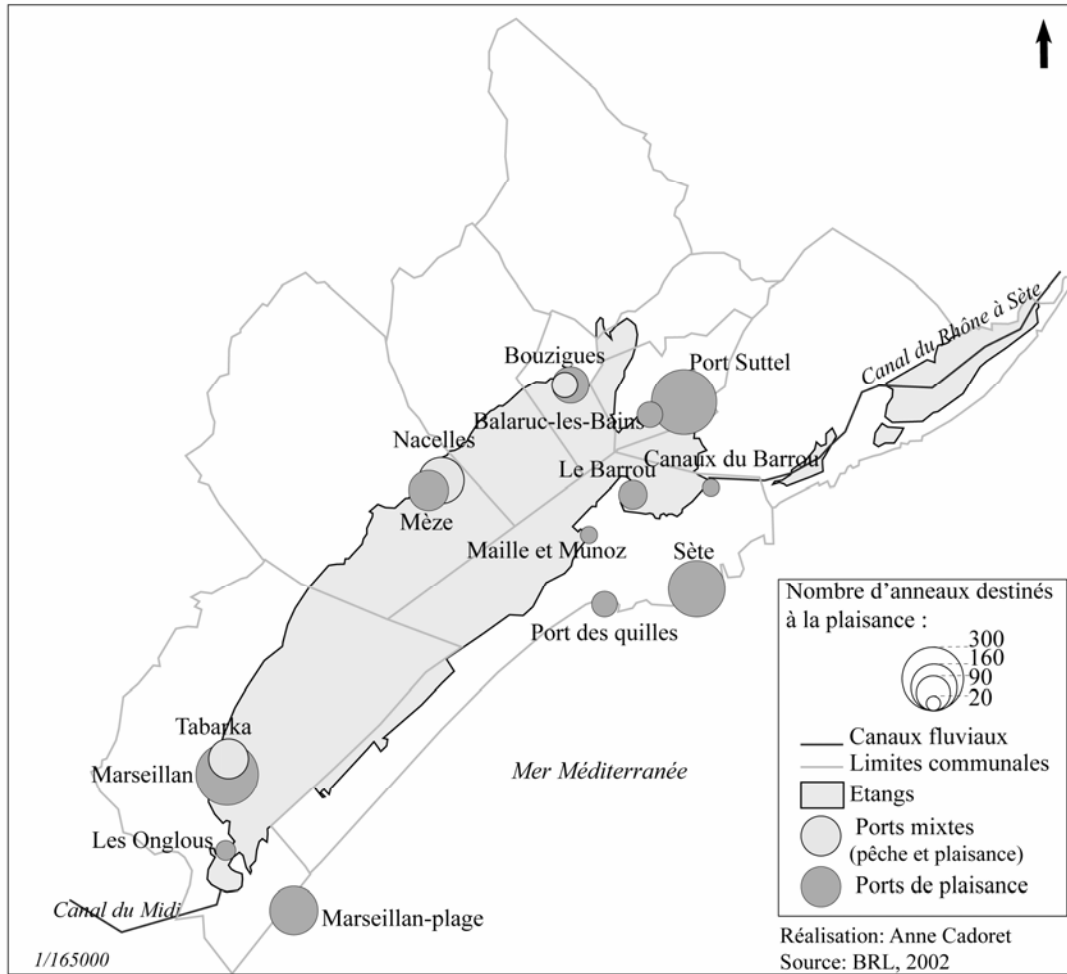 Canal du Rhône à Sète
Bouzigues
Port Suttel
Balaruc-les-Bains
Nacelles
Canaux du Barrou
Le Barrou
Mèze
Maille et Munoz
Sète
Port des quilles
Tabarka
Marseillan
Mer Méditerranée
Les Onglous
Canal du Midi
Marseillan-plage
1/165000
Nombre d'anneaux destinés
à la plaisance :
300
160
90
20
Canaux fluviaux
Limites communales
Etangs
Ports mixtes
(pêche et plaisance)
Ports de plaisance
Réalisation: Anne Cadoret
Source: BRL, 2002